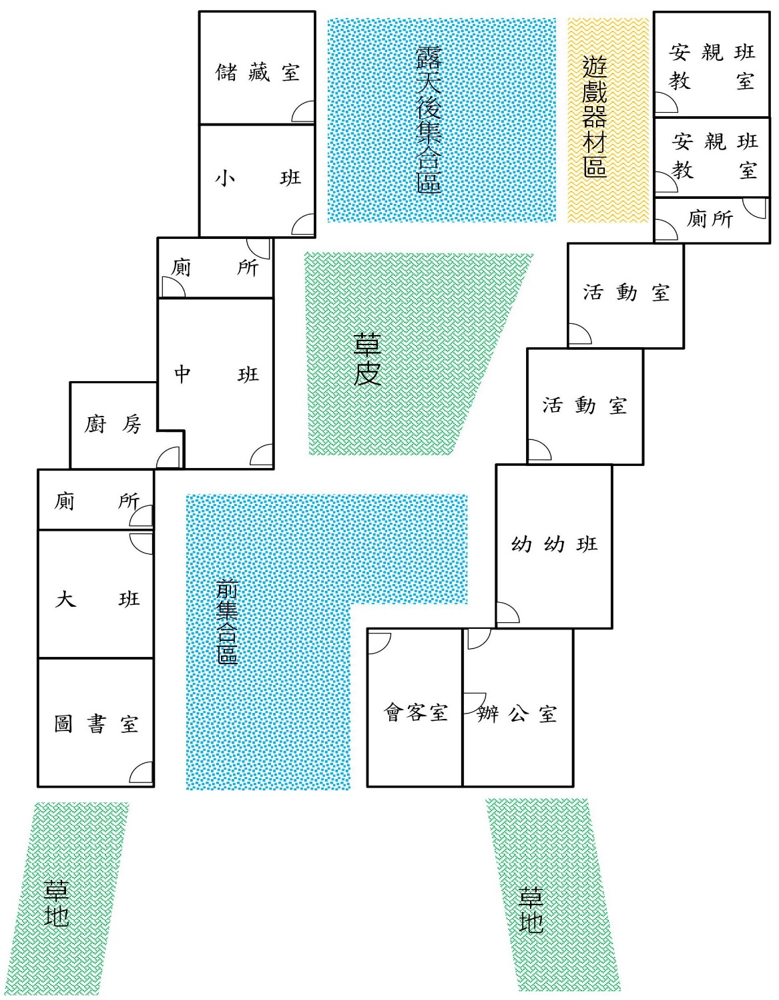 儲藏室
露天後集合區
遊戲器材區
安親班
教室
小班
安親班
教室
廁所
廁所
活動室
草皮
中班
活動室
廚房
廁所
幼幼班
大班
前集合區
圖書室
會客室
辦公室
草地
草地